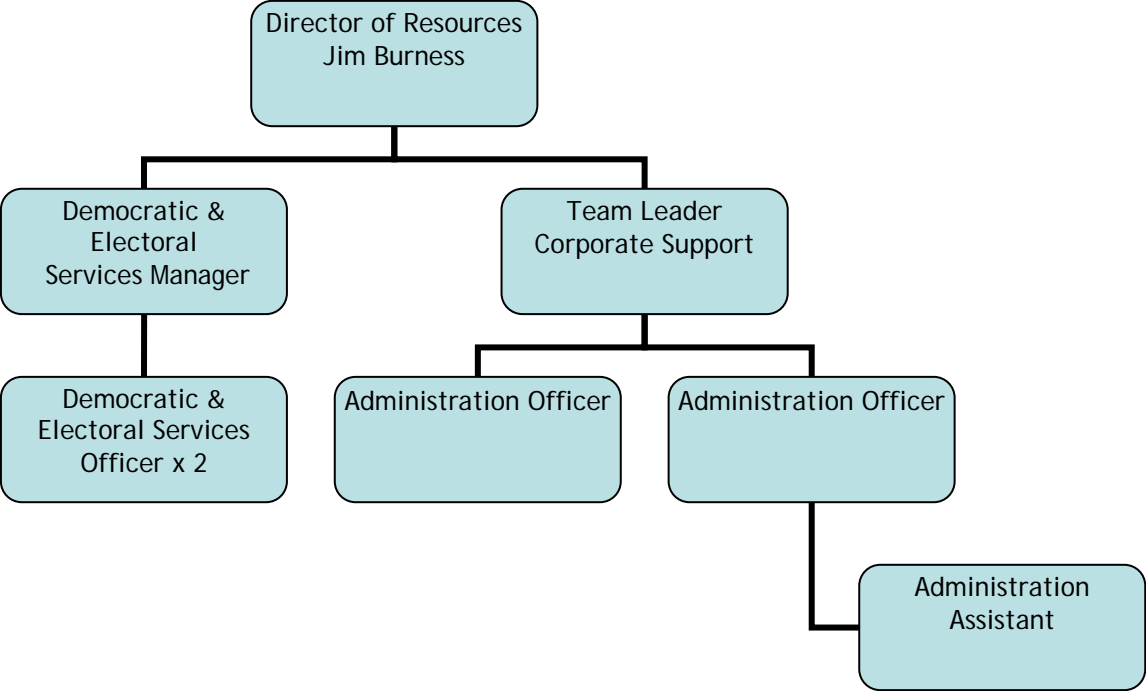 Director of Resources
Jim Burness
Democratic &
Electoral
Services Manager
Team Leader
Corporate Support
Democratic &
Electoral Services
Officer x 2
Administration Officer
Administration Officer
Administration
Assistant